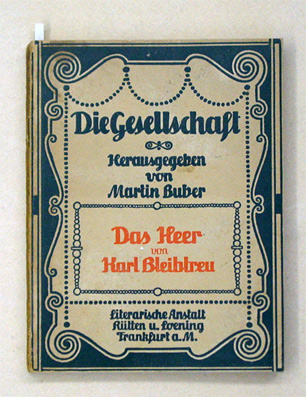 Die Gesellschaft
Herausgegeben
von
Martin Buber
Das Heer
von
Karl Bleibtreu
Literarische Anstalt
Rütten u. Loening
Frankfurt a. M.